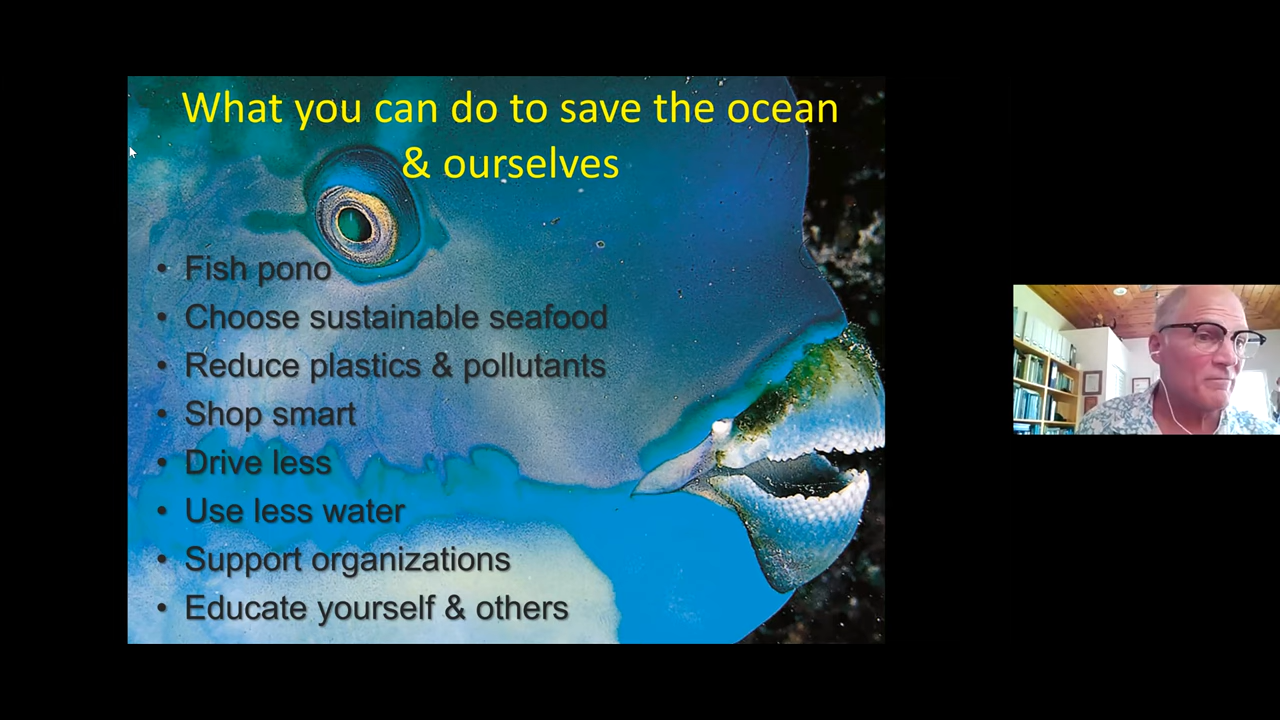 What you can do to save the ocean
& ourselves
• Fish pono
• Choose sustainable seafood
• Reduce plastics & pollutants
• Shop smart
• Drive less
• Use less water
• Support organizations
• Educate yourself & others